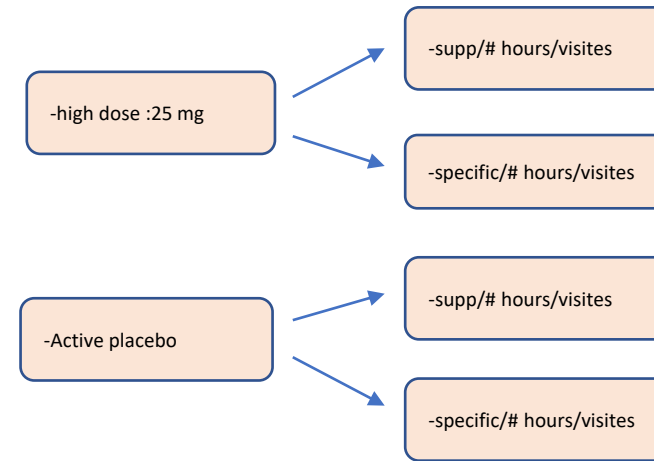 -supp/# hours/visites
-high dose :25 mg
-specific/# hours/visites
-supp/# hours/visites
-Active placebo
-specific/# hours/visites